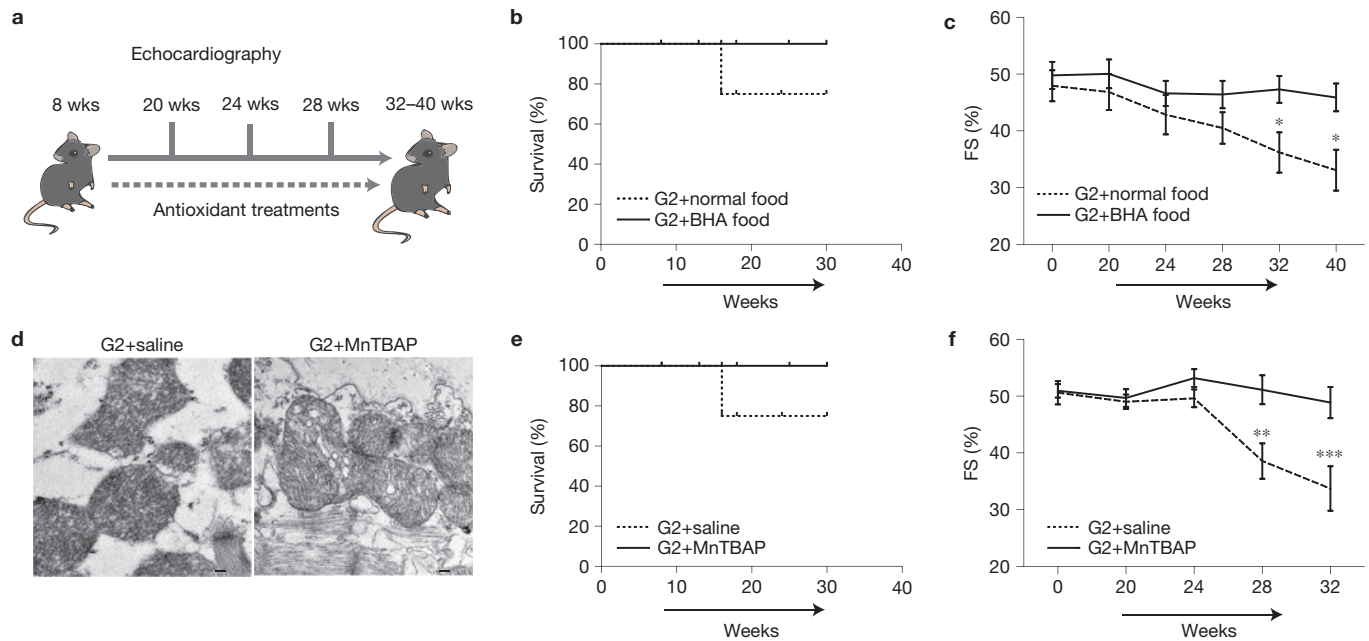 a
Echocardiography
8 wks
20 wks
24 wks
28 wks
32–40 wks
Antioxidant treatments
b
Survival (%)
100
80
60
40
20
0
G2+normal food
G2+BHA food
0
10
20
30
40
Weeks
c
FS (%)
60
50
40
30
20
*
*
G2+normal food
G2+BHA food
0
20
24
28
32
40
Weeks
d
G2+saline
G2+MnTBAP
e
Survival (%)
100
80
60
40
20
0
G2+saline
G2+MnTBAP
0
10
20
30
40
Weeks
f
FS (%)
60
50
40
30
20
**
***
G2+saline
G2+MnTBAP
0
20
24
28
32
Weeks